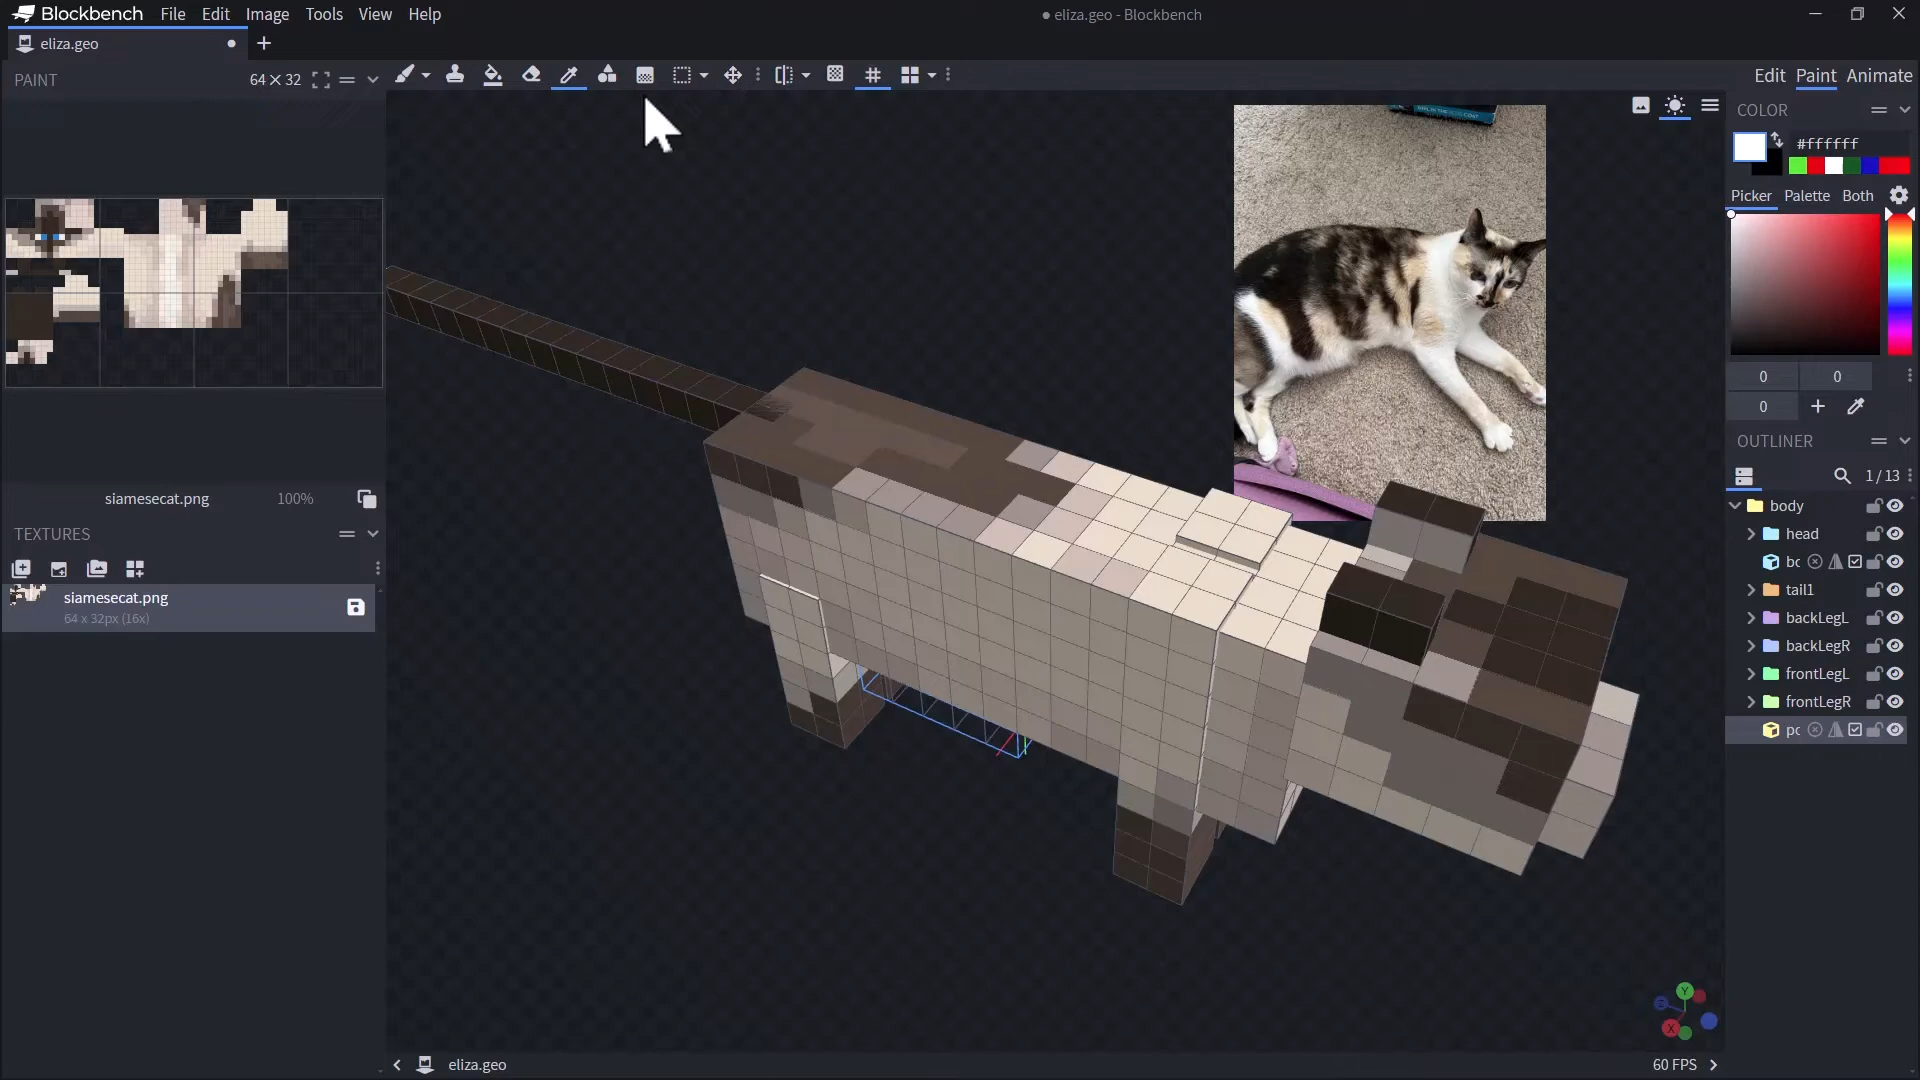 Blockbench File Edit Image Tools View Help
eliza.geo - Blockbench
eliza.geo
PAINT 64 × 32
Edit Paint Animate
COLOR
#ffffff
Picker Palette Both
0 0
0
siamesecat.png 100%
OUTLINER
1 / 13
TEXTURES
body
head
bc
siamesecat.png
64 x 32px (16x)
tail1
backLegL
backLegR
frontLegL
frontLegR
pc
Y
Z
X
eliza.geo
60 FPS